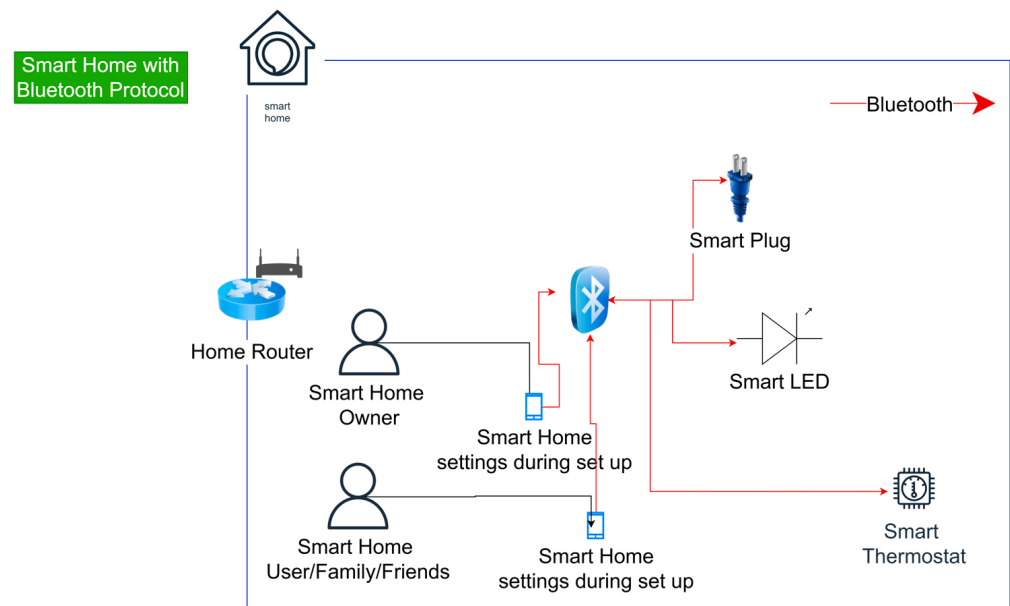 Smart Home with
Bluetooth Protocol
smart
home
Bluetooth
Smart Plug
Home Router
Smart LED
Smart Home
Owner
Smart Home
settings during set up
Smart Home
User/Family/Friends
Smart Home
settings during set up
Smart
Thermostat